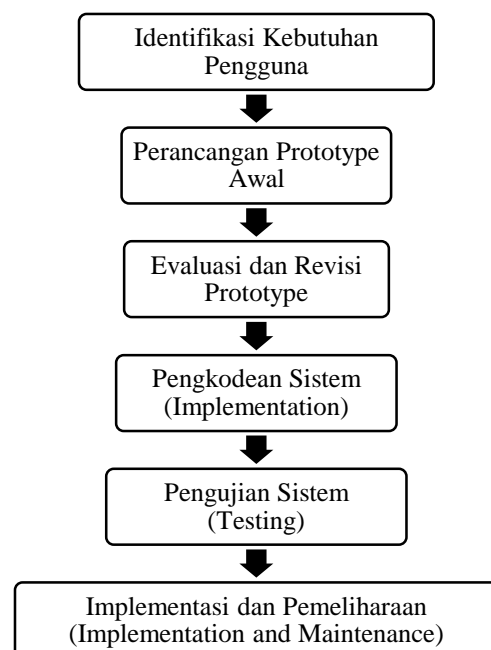 Identifikasi Kebutuhan
Pengguna
Perancangan Prototype
Awal
Evaluasi dan Revisi
Prototype
Pengkodean Sistem
(Implementation)
Pengujian Sistem
(Testing)
Implementasi dan Pemeliharaan
(Implementation and Maintenance)